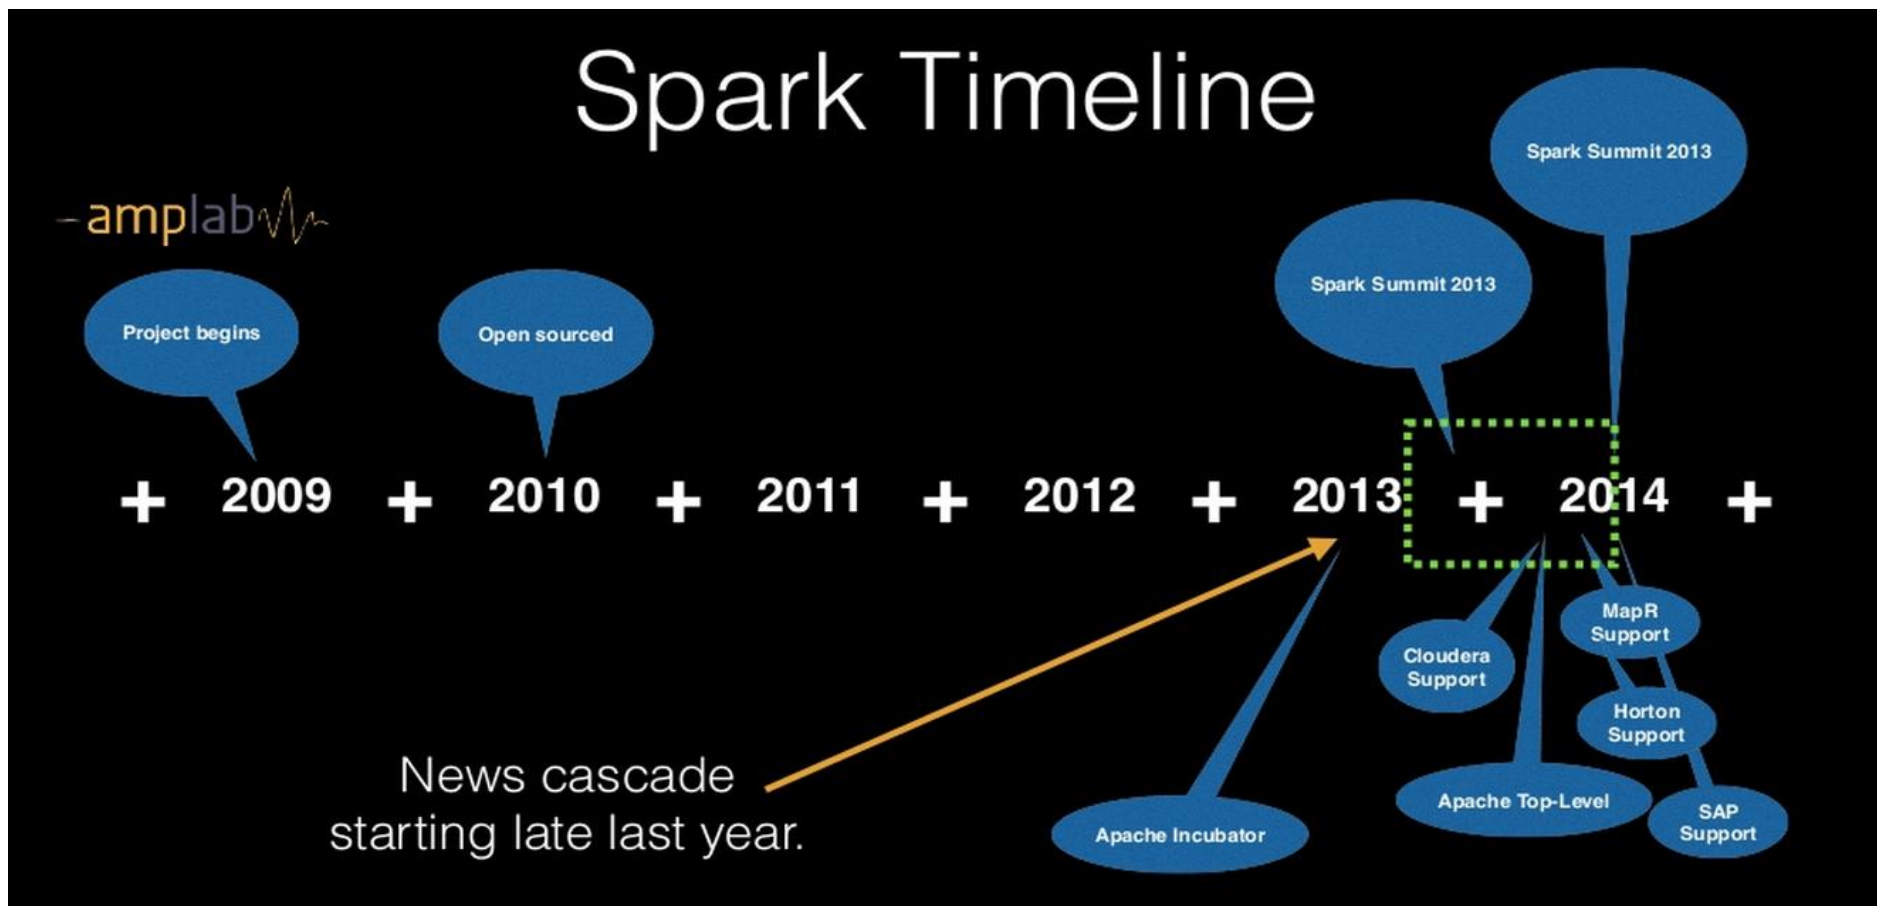 Spark Timeline
Spark Summit 2013
amplab
Spark Summit 2013
Project begins
Open sourced
+ 2009 + 2010 + 2011 + 2012 + 2013 + 2014 +
MapR
Support
Cloudera
Support
Horton
Support
News cascade
starting late last year.
Apache Top-Level
SAP
Support
Apache Incubator